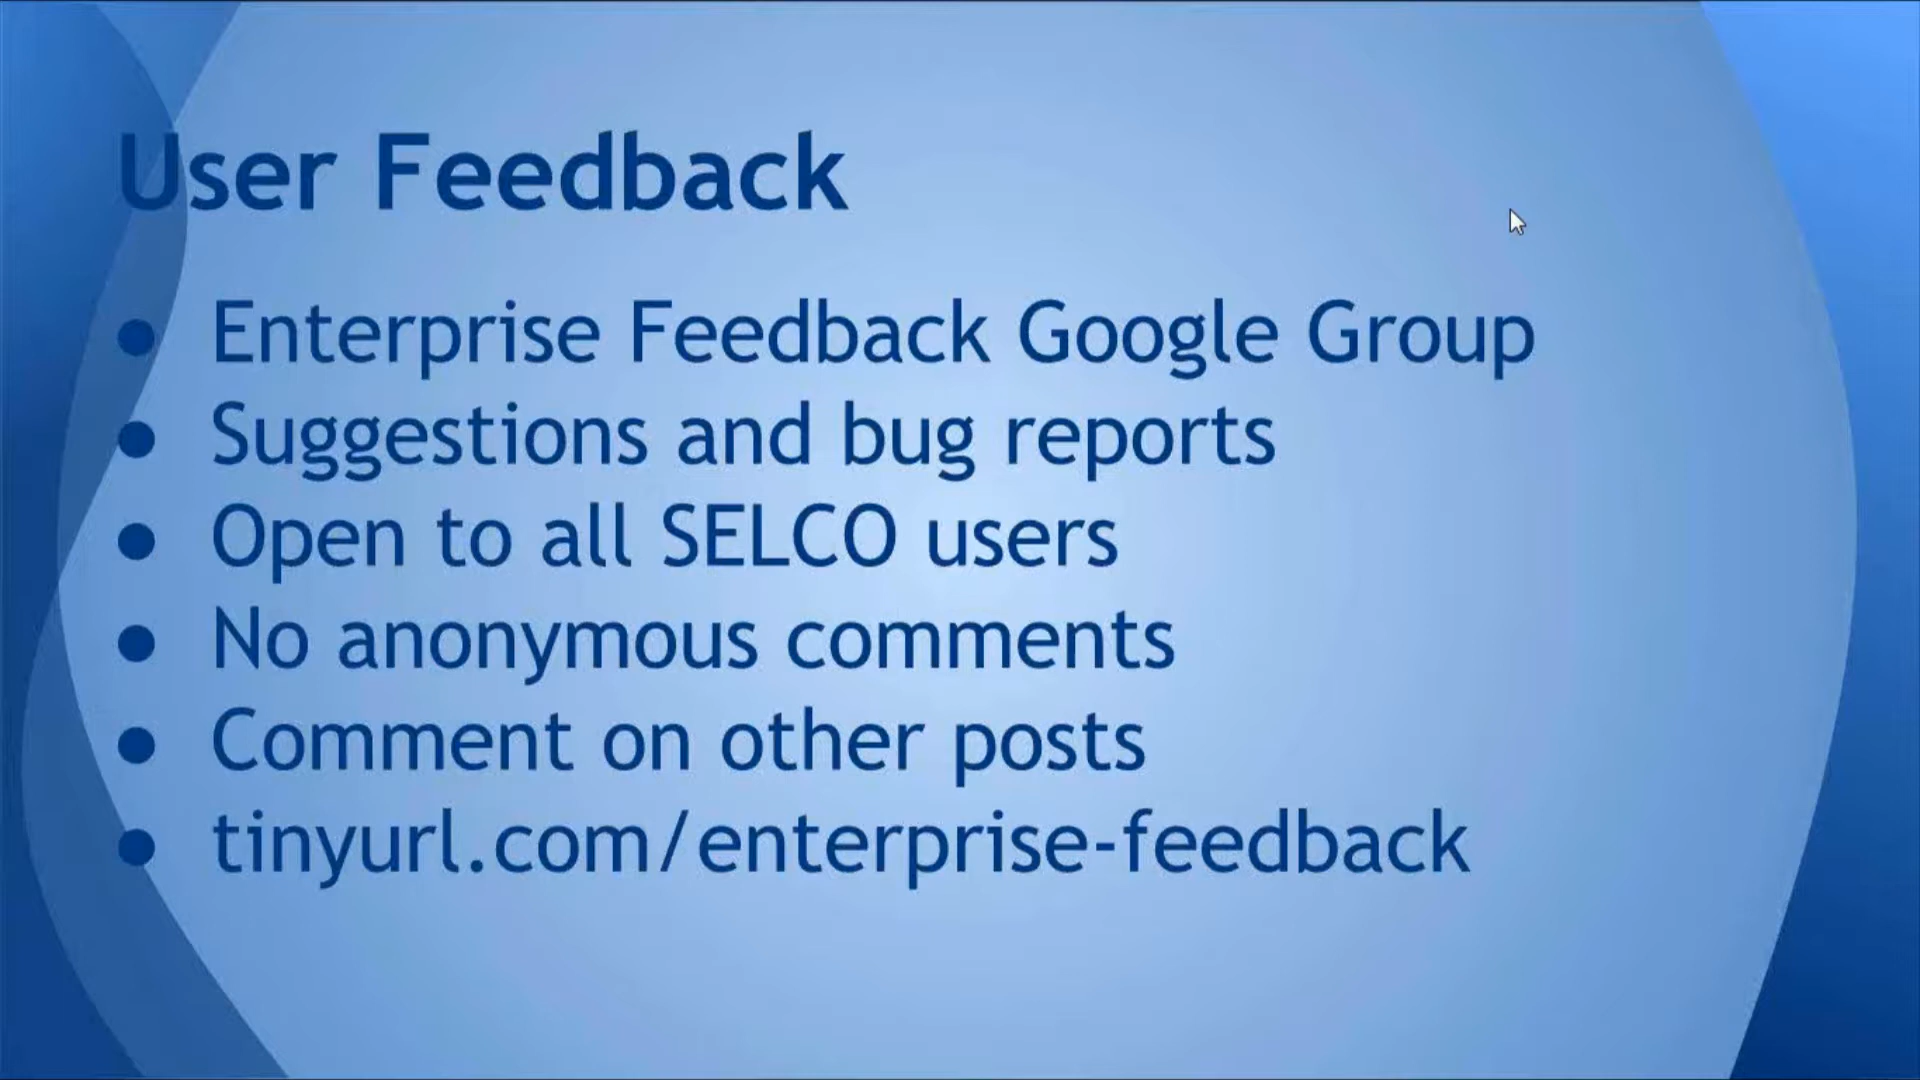 User Feedback
● Enterprise Feedback Google Group
● Suggestions and bug reports
● Open to all SELCO users
● No anonymous comments
● Comment on other posts
● tinyurl.com/enterprise-feedback